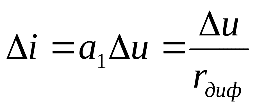 Δi = a₁Δu = Δu / r_диф